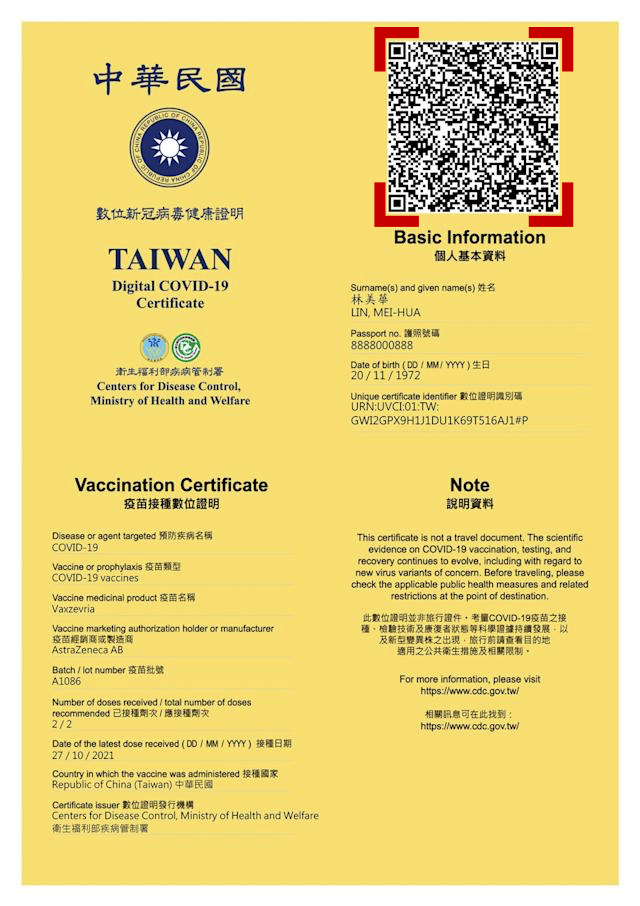 中華民國
REPUBLIC OF CHINA REPUBLIC OF CHINA REPUBLIC OF CHINA
數位新冠病毒健康證明
TAIWAN
Digital COVID-19
Certificate
衛生福利部疾病管制署
Centers for Disease Control,
Ministry of Health and Welfare
Basic Information
個人基本資料
Surname(s) and given name(s) 姓名
林美華
LIN, MEI-HUA
Passport no. 護照號碼
8888000888
Date of birth ( DD / MM / YYYY ) 生日
20 / 11 / 1972
Unique certificate identifier 數位證明識別碼
URN:UVCI:01:TW:
GWI2GPX9H1J1DU1K69T516AJ1#P
Vaccination Certificate
疫苗接種數位證明
Disease or agent targeted 預防疾病名稱
COVID-19
Vaccine or prophylaxis 疫苗類型
COVID-19 vaccines
Vaccine medicinal product 疫苗名稱
Vaxzevria
Vaccine marketing authorization holder or manufacturer
疫苗經銷商或製造商
AstraZeneca AB
Batch / lot number 疫苗批號
A1086
Number of doses received / total number of doses
recommended 已接種劑次 / 應接種劑次
2 / 2
Date of the latest dose received ( DD / MM / YYYY ) 接種日期
27 / 10 / 2021
Country in which the vaccine was administered 接種國家
Republic of China (Taiwan) 中華民國
Certificate issuer 數位證明發行機構
Centers for Disease Control, Ministry of Health and Welfare
衛生福利部疾病管制署
Note
說明資料
This certificate is not a travel document. The scientific
evidence on COVID-19 vaccination, testing, and
recovery continues to evolve, including with regard to
new virus variants of concern. Before traveling, please
check the applicable public health measures and related
restrictions at the point of destination.
此數位證明並非旅行證件。考量COVID-19疫苗之接
種、檢驗技術及康復者狀態等科學證據持續發展，以
及新型變異株之出現，旅行前請查看目的地
適用之公共衛生措施及相關限制。
For more information, please visit
https://www.cdc.gov.tw/
相關訊息可在此找到：
https://www.cdc.gov.tw/